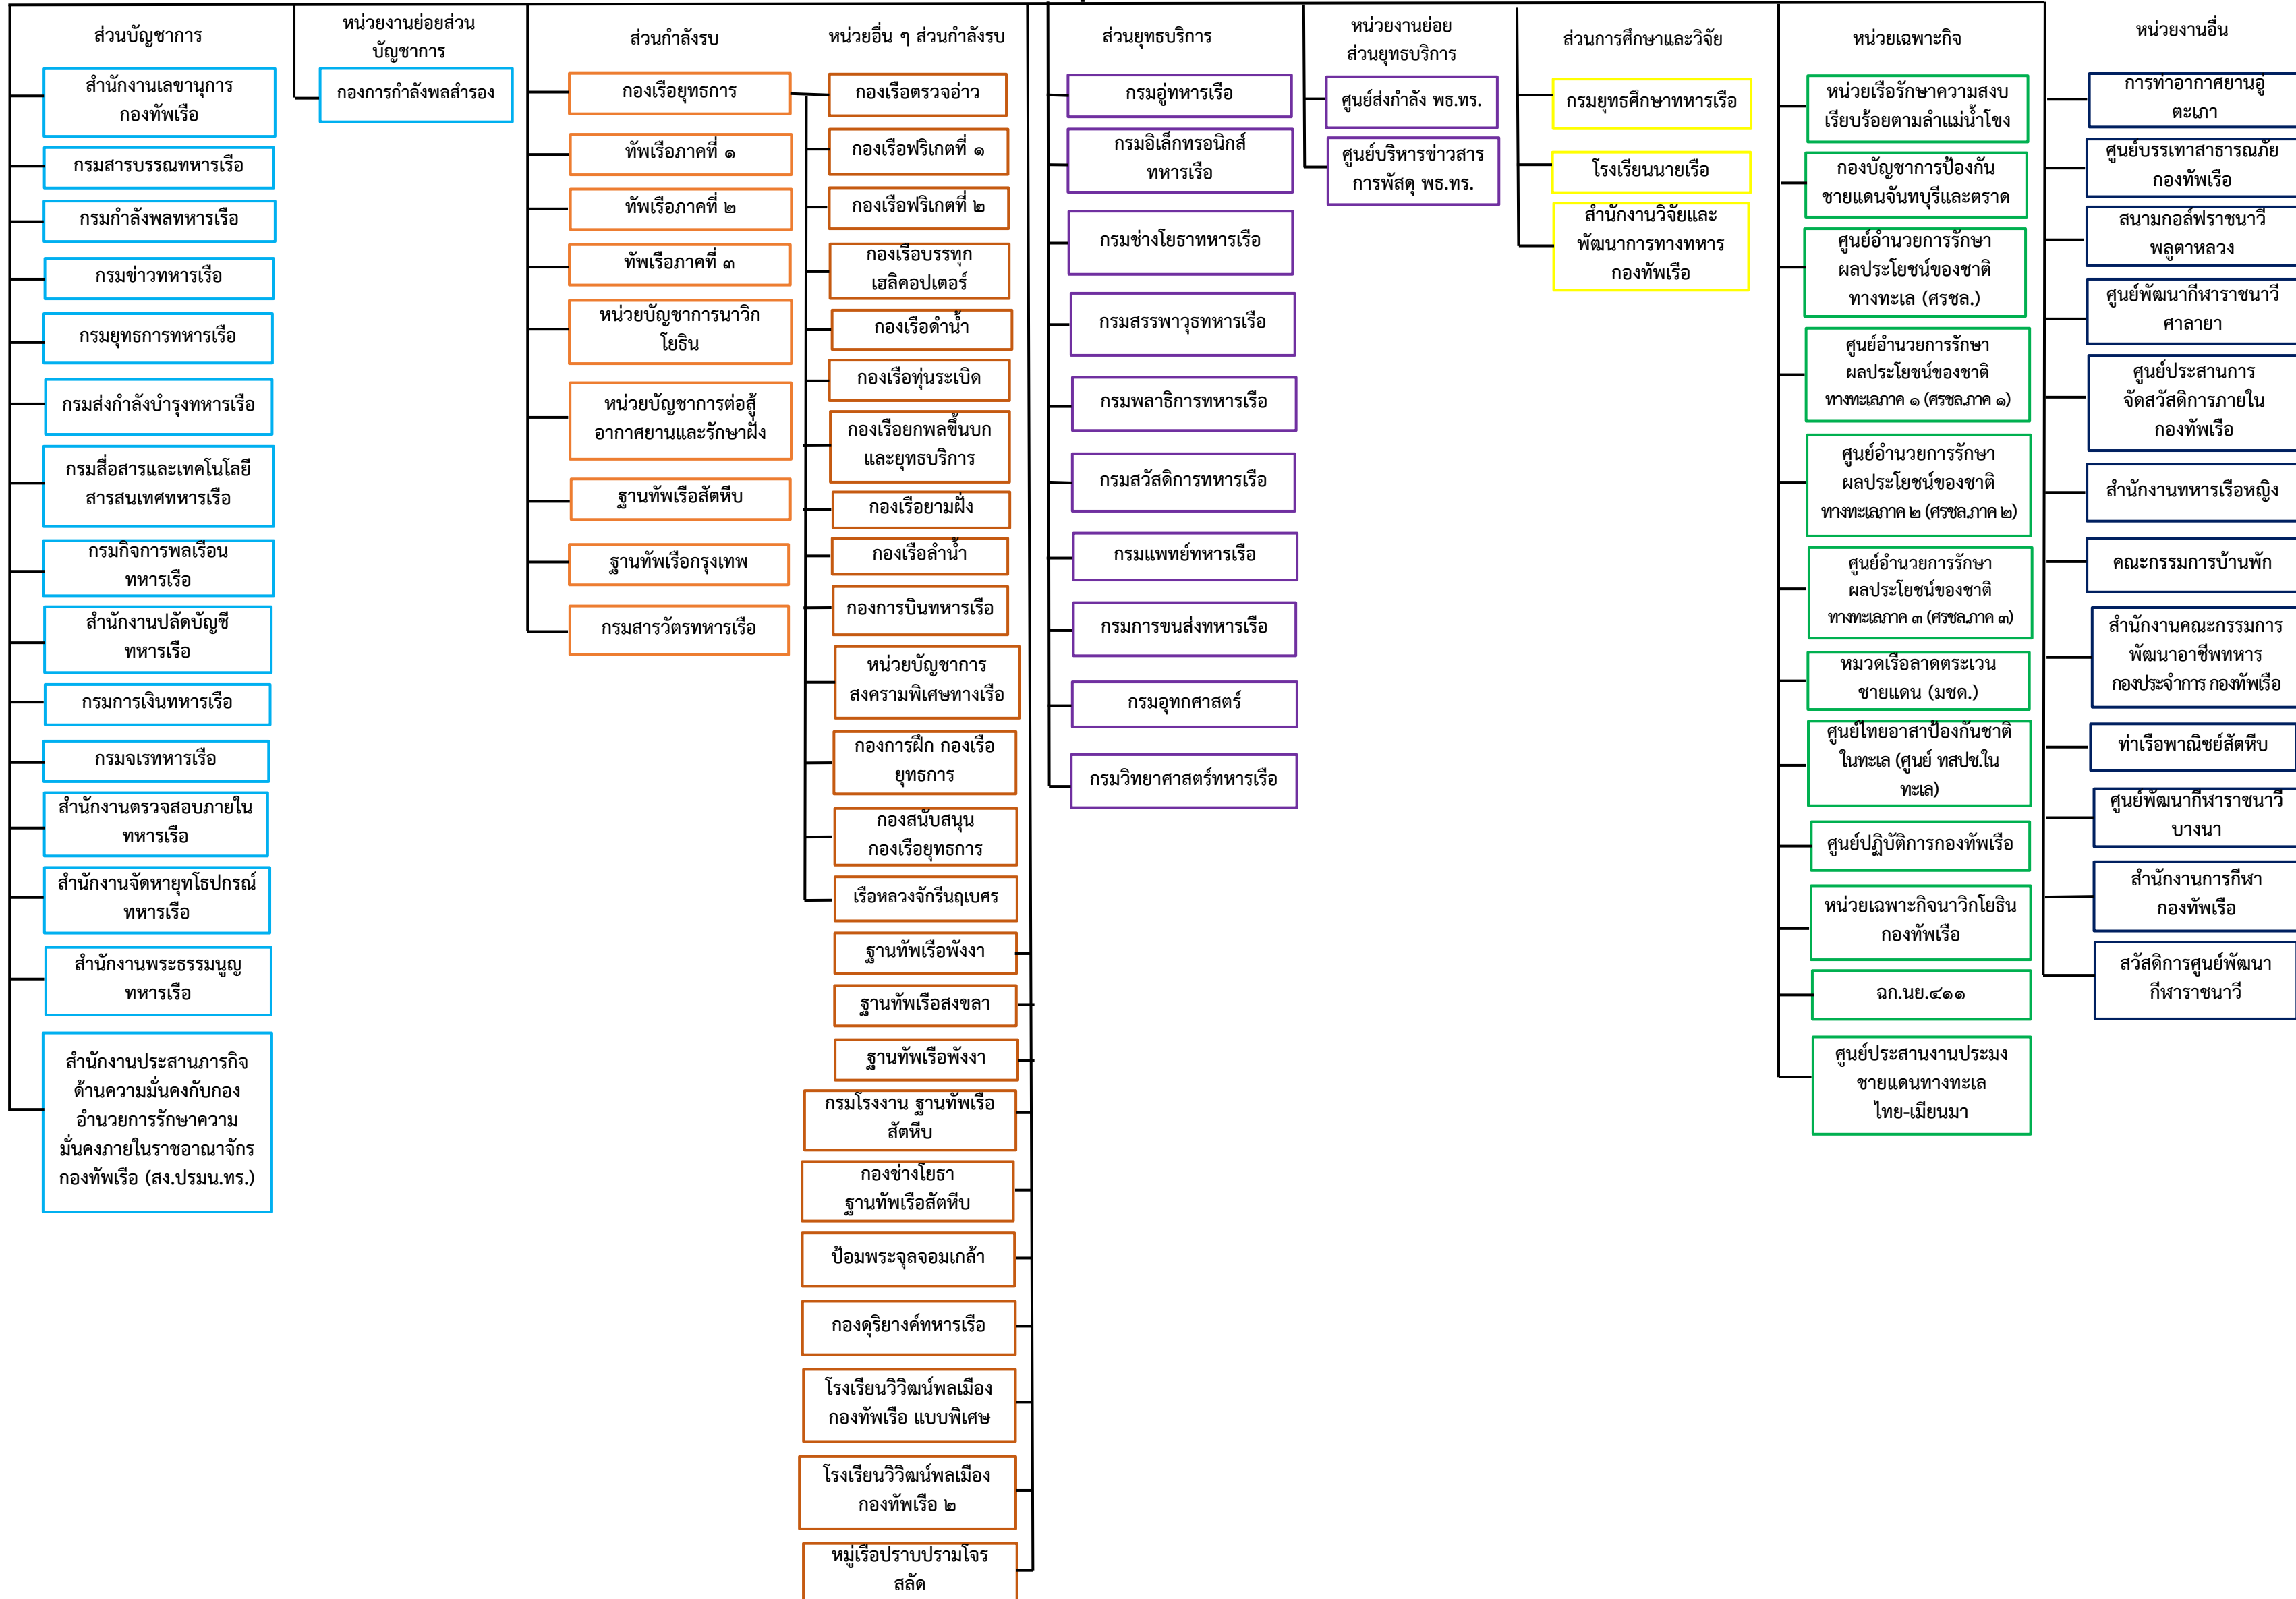 ส่วนบัญชาการ
สำนักงานเลขานุการ
กองทัพเรือ
กรมสารบรรณทหารเรือ
กรมกำลังพลทหารเรือ
กรมข่าวทหารเรือ
กรมยุทธการทหารเรือ
กรมส่งกำลังบำรุงทหารเรือ
กรมสื่อสารและเทคโนโลยี
สารสนเทศทหารเรือ
กรมกิจการพลเรือน
ทหารเรือ
สำนักงานปลัดบัญชี
ทหารเรือ
กรมการเงินทหารเรือ
กรมจเรทหารเรือ
สำนักงานตรวจสอบภายใน
ทหารเรือ
สำนักงานจัดหายุทโธปกรณ์
ทหารเรือ
สำนักงานพระธรรมนูญ
ทหารเรือ
สำนักงานประสานภารกิจ
ด้านความมั่นคงกับกอง
อำนวยการรักษาความ
มั่นคงภายในราชอาณาจักร
กองทัพเรือ (สง.ปรมน.ทร.)
หน่วยงานย่อยส่วน
บัญชาการ
กองการกำลังพลสำรอง
ส่วนกำลังรบ
กองเรือยุทธการ
ทัพเรือภาคที่ ๑
ทัพเรือภาคที่ ๒
ทัพเรือภาคที่ ๓
หน่วยบัญชาการนาวิก
โยธิน
หน่วยบัญชาการต่อสู้
อากาศยานและรักษาฝั่ง
ฐานทัพเรือสัตหีบ
ฐานทัพเรือกรุงเทพ
กรมสารวัตรทหารเรือ
หน่วยอื่น ๆ ส่วนกำลังรบ
กองเรือตรวจอ่าว
กองเรือฟริเกตที่ ๑
กองเรือฟริเกตที่ ๒
กองเรือบรรทุก
เฮลิคอปเตอร์
กองเรือดำน้ำ
กองเรือทุ่นระเบิด
กองเรือยกพลขึ้นบก
และยุทธบริการ
กองเรือยามฝั่ง
กองเรือลำน้ำ
กองการบินทหารเรือ
หน่วยบัญชาการ
สงครามพิเศษทางเรือ
กองการฝึก กองเรือ
ยุทธการ
กองสนับสนุน
กองเรือยุทธการ
เรือหลวงจักรีนฤเบศร
ฐานทัพเรือพังงา
ฐานทัพเรือสงขลา
ฐานทัพเรือพังงา
กรมโรงงาน ฐานทัพเรือ
สัตหีบ
กองช่างโยธา
ฐานทัพเรือสัตหีบ
ป้อมพระจุลจอมเกล้า
กองดุริยางค์ทหารเรือ
โรงเรียนวิวัฒน์พลเมือง
กองทัพเรือ แบบพิเศษ
โรงเรียนวิวัฒน์พลเมือง
กองทัพเรือ ๒
หมู่เรือปราบปรามโจร
สลัด
ส่วนยุทธบริการ
กรมอู่ทหารเรือ
กรมอิเล็กทรอนิกส์
ทหารเรือ
กรมช่างโยธาทหารเรือ
กรมสรรพาวุธทหารเรือ
กรมพลาธิการทหารเรือ
กรมสวัสดิการทหารเรือ
กรมแพทย์ทหารเรือ
กรมการขนส่งทหารเรือ
กรมอุทกศาสตร์
กรมวิทยาศาสตร์ทหารเรือ
หน่วยงานย่อย
ส่วนยุทธบริการ
ศูนย์ส่งกำลัง พธ.ทร.
ศูนย์บริหารข่าวสาร
การพัสดุ พธ.ทร.
ส่วนการศึกษาและวิจัย
กรมยุทธศึกษาทหารเรือ
โรงเรียนนายเรือ
สำนักงานวิจัยและ
พัฒนาการทางทหาร
กองทัพเรือ
หน่วยเฉพาะกิจ
หน่วยเรือรักษาความสงบ
เรียบร้อยตามลำแม่น้ำโขง
กองบัญชาการป้องกัน
ชายแดนจันทบุรีและตราด
ศูนย์อำนวยการรักษา
ผลประโยชน์ของชาติ
ทางทะเล (ศรชล.)
ศูนย์อำนวยการรักษา
ผลประโยชน์ของชาติ
ทางทะเลภาค ๑ (ศรชล.ภาค ๑)
ศูนย์อำนวยการรักษา
ผลประโยชน์ของชาติ
ทางทะเลภาค ๒ (ศรชล.ภาค ๒)
ศูนย์อำนวยการรักษา
ผลประโยชน์ของชาติ
ทางทะเลภาค ๓ (ศรชล.ภาค ๓)
หมวดเรือลาดตระเวน
ชายแดน (มชด.)
ศูนย์ไทยอาสาป้องกันชาติ
ในทะเล (ศูนย์ ทสปช.ใน
ทะเล)
ศูนย์ปฏิบัติการกองทัพเรือ
หน่วยเฉพาะกิจนาวิกโยธิน
กองทัพเรือ
ฉก.นย.๔๑๑
ศูนย์ประสานงานประมง
ชายแดนทางทะเล
ไทย-เมียนมา
หน่วยงานอื่น
การท่าอากาศยานอู่
ตะเภา
ศูนย์บรรเทาสาธารณภัย
กองทัพเรือ
สนามกอล์ฟราชนาวี
พลูตาหลวง
ศูนย์พัฒนากีฬาราชนาวี
ศาลายา
ศูนย์ประสานการ
จัดสวัสดิการภายใน
กองทัพเรือ
สำนักงานทหารเรือหญิง
คณะกรรมการบ้านพัก
สำนักงานคณะกรรมการ
พัฒนาอาชีพทหาร
กองประจำการ กองทัพเรือ
ท่าเรือพาณิชย์สัตหีบ
ศูนย์พัฒนากีฬาราชนาวี
บางนา
สำนักงานการกีฬา
กองทัพเรือ
สวัสดิการศูนย์พัฒนา
กีฬาราชนาวี